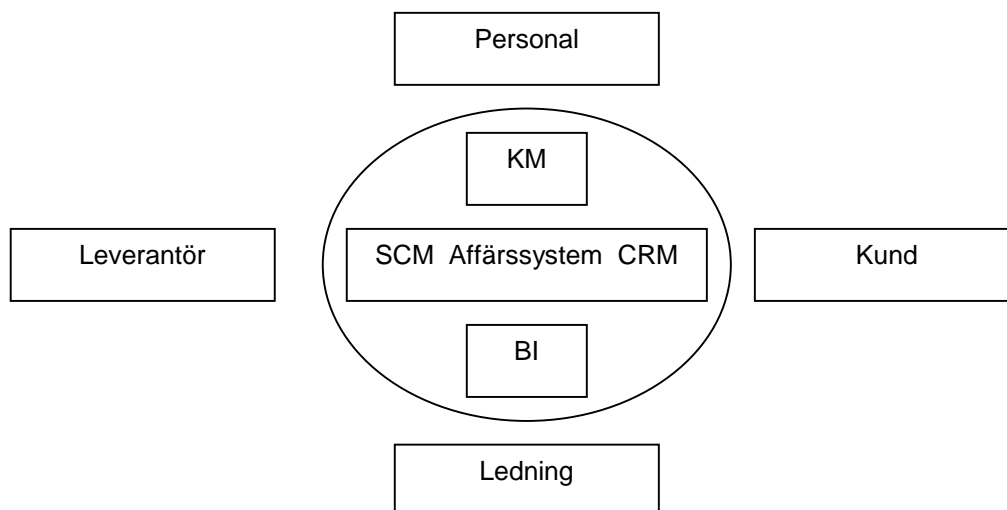 Personal
KM
Leverantör
SCM Affärssystem CRM
Kund
BI
Ledning